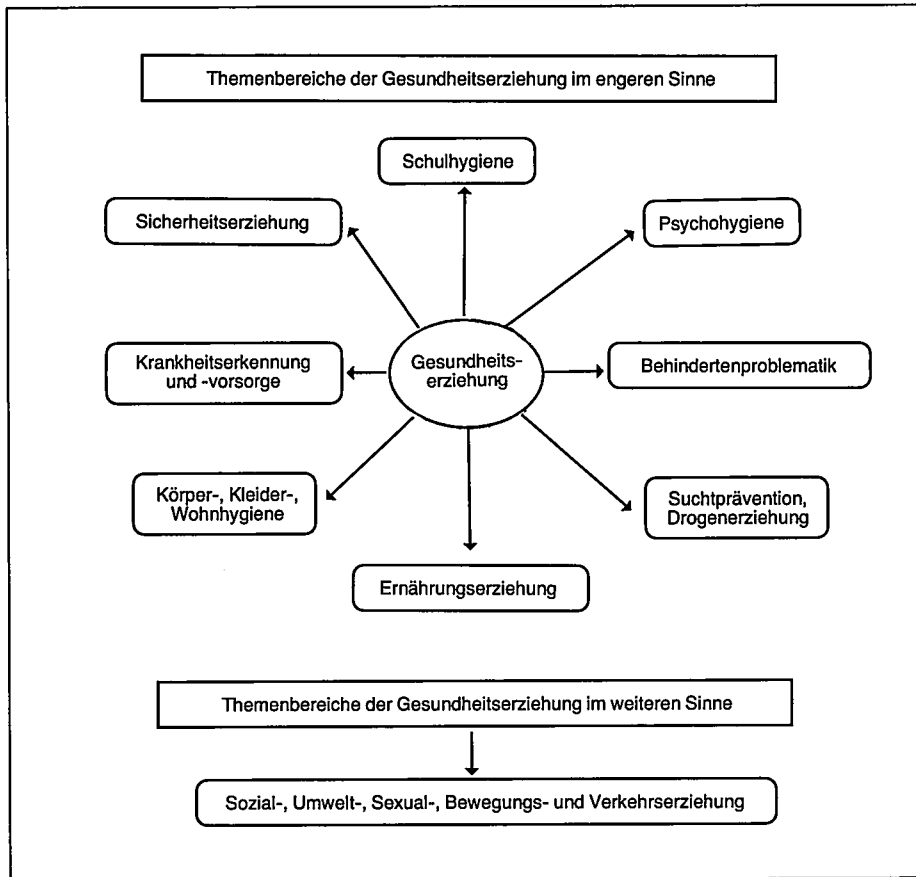 Themenbereiche der Gesundheitserziehung im engeren Sinne
Schulhygiene
Sicherheitserziehung
Psychohygiene
Krankheitserkennung
und -vorsorge
Gesundheits-
erziehung
Behindertenproblematik
Körper-, Kleider-,
Wohnhygiene
Suchtprävention,
Drogenerziehung
Ernährungserziehung
Themenbereiche der Gesundheitserziehung im weiteren Sinne
Sozial-, Umwelt-, Sexual-, Bewegungs- und Verkehrserziehung